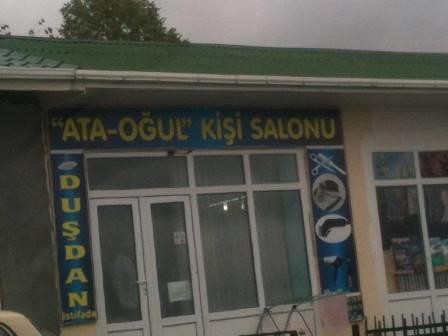 "ATA-OĞUL" KİŞİ SALONU
DUŞDAN
istifadə